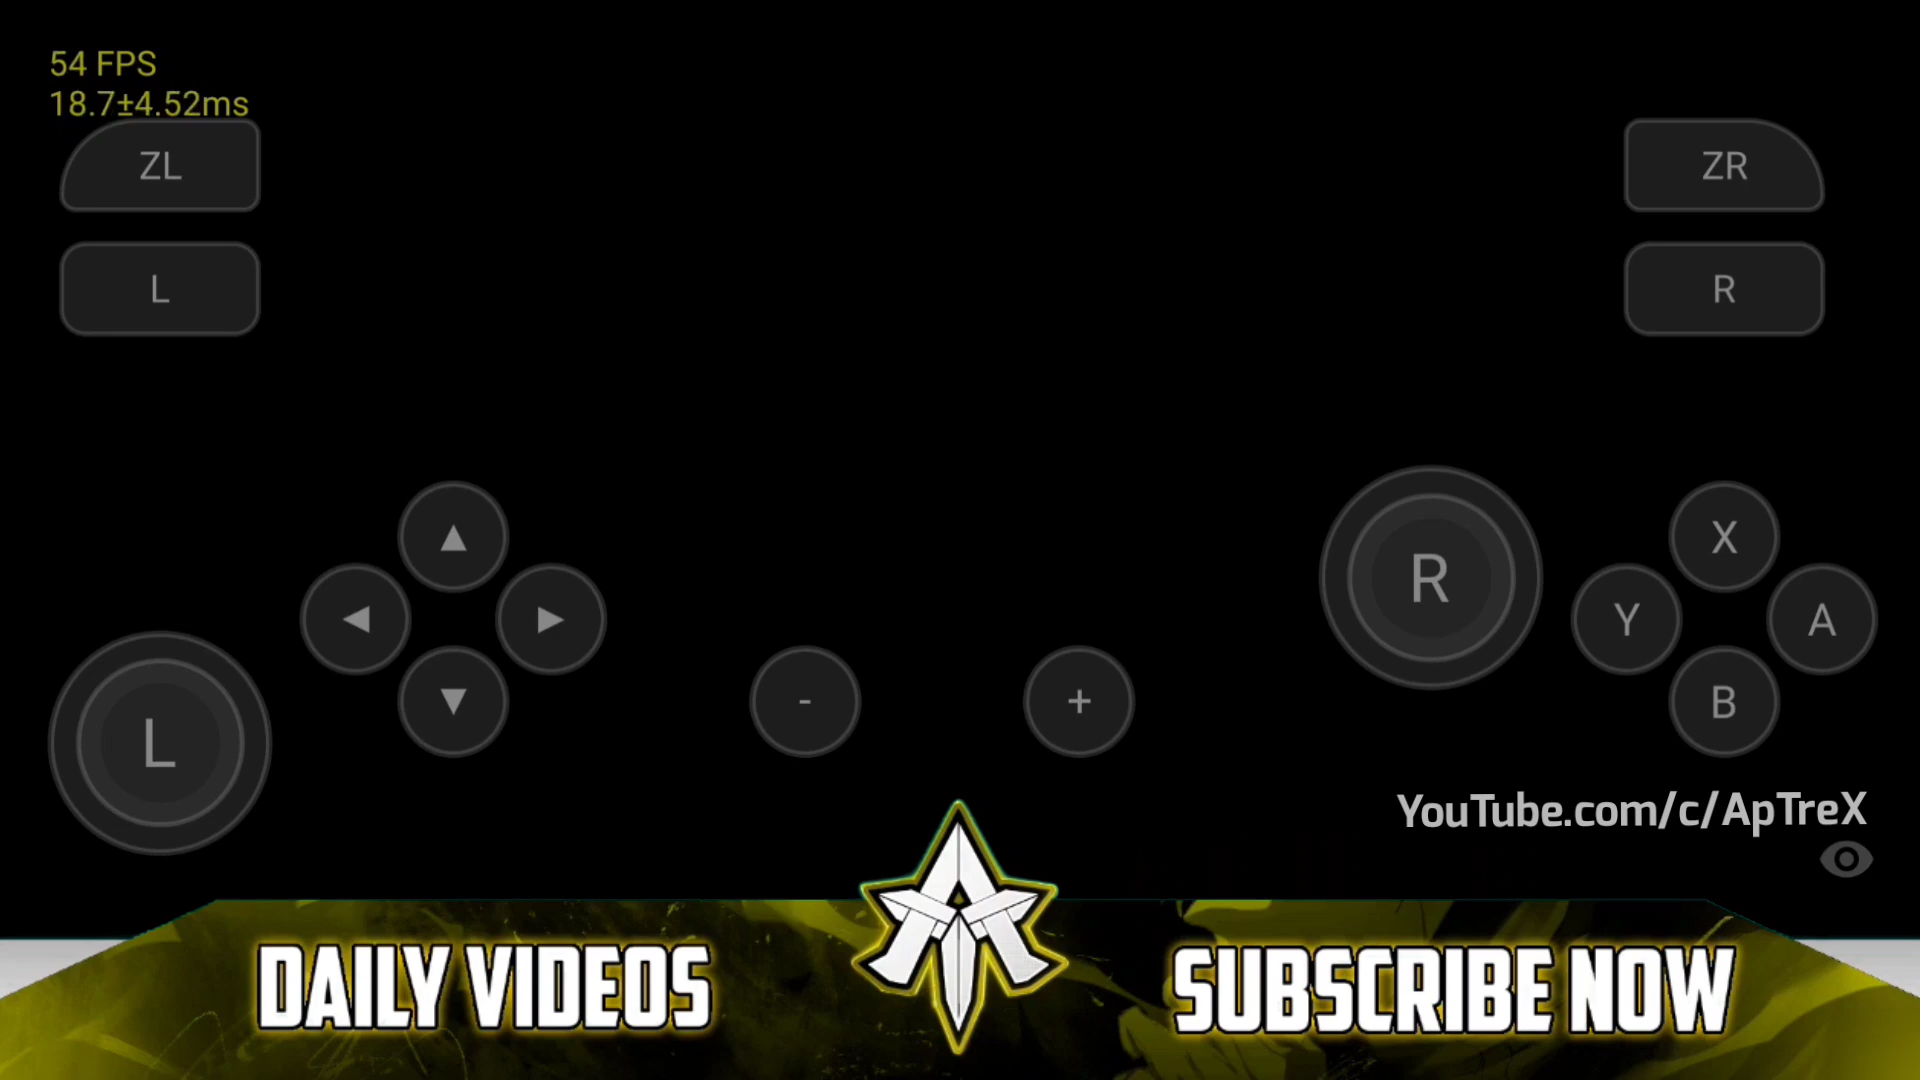 54 FPS
18.7±4.52ms
ZL
ZR
L
R
R
X
Y
A
L
-
+
B
YouTube.com/c/ApTreX
DAILY VIDEOS
SUBSCRIBE NOW